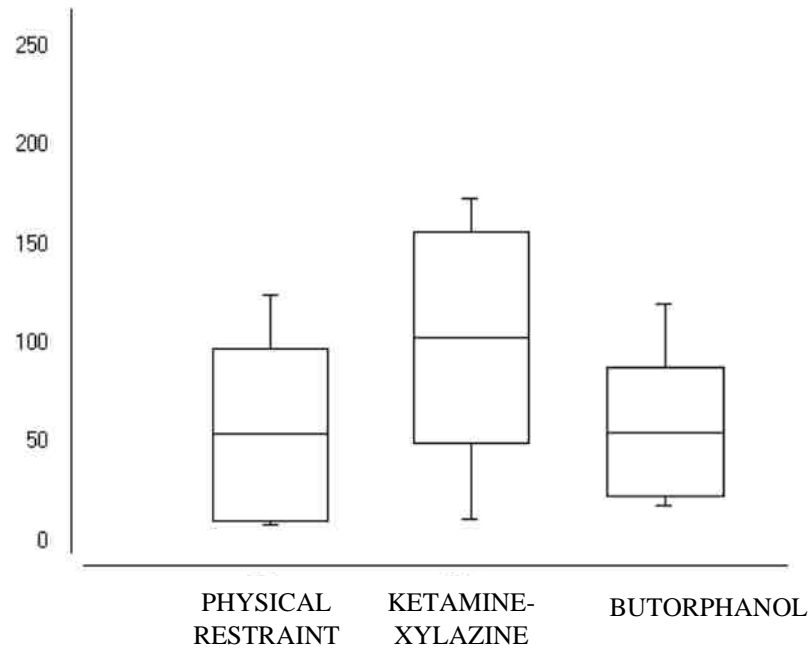 250
200
150
100
50
0
PHYSICAL RESTRAINT
KETAMINE-XYLAZINE
BUTORPHANOL